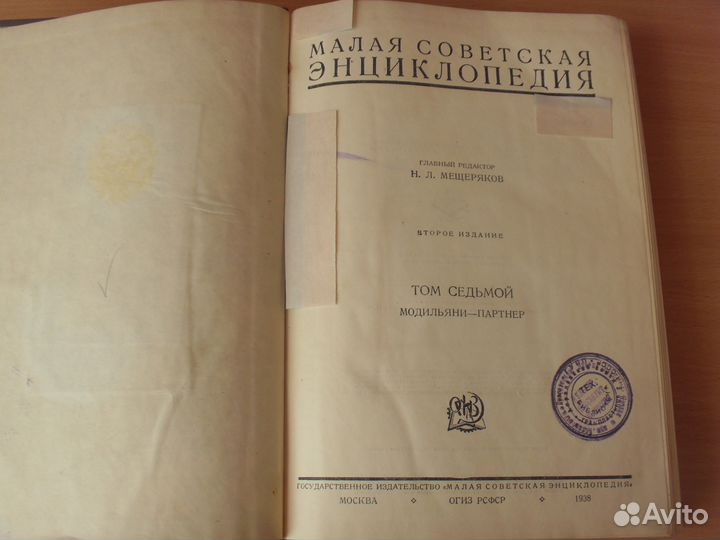 МАЛАЯ СОВЕТСКАЯ
ЭНЦИКЛОПЕДИЯ
ГЛАВНЫЙ РЕДАКТОР
Н. Л. МЕЩЕРЯКОВ
ВТОРОЕ ИЗДАНИЕ
ТОМ СЕДЬМОЙ
МОДИЛЬЯНИ—ПАРТНЕР
ГОСУДАРСТВЕННОЕ ИЗДАТЕЛЬСТВО «МАЛАЯ СОВЕТСКАЯ ЭНЦИКЛОПЕДИЯ»
МОСКВА ОГИЗ РСФСР 1938
Avito